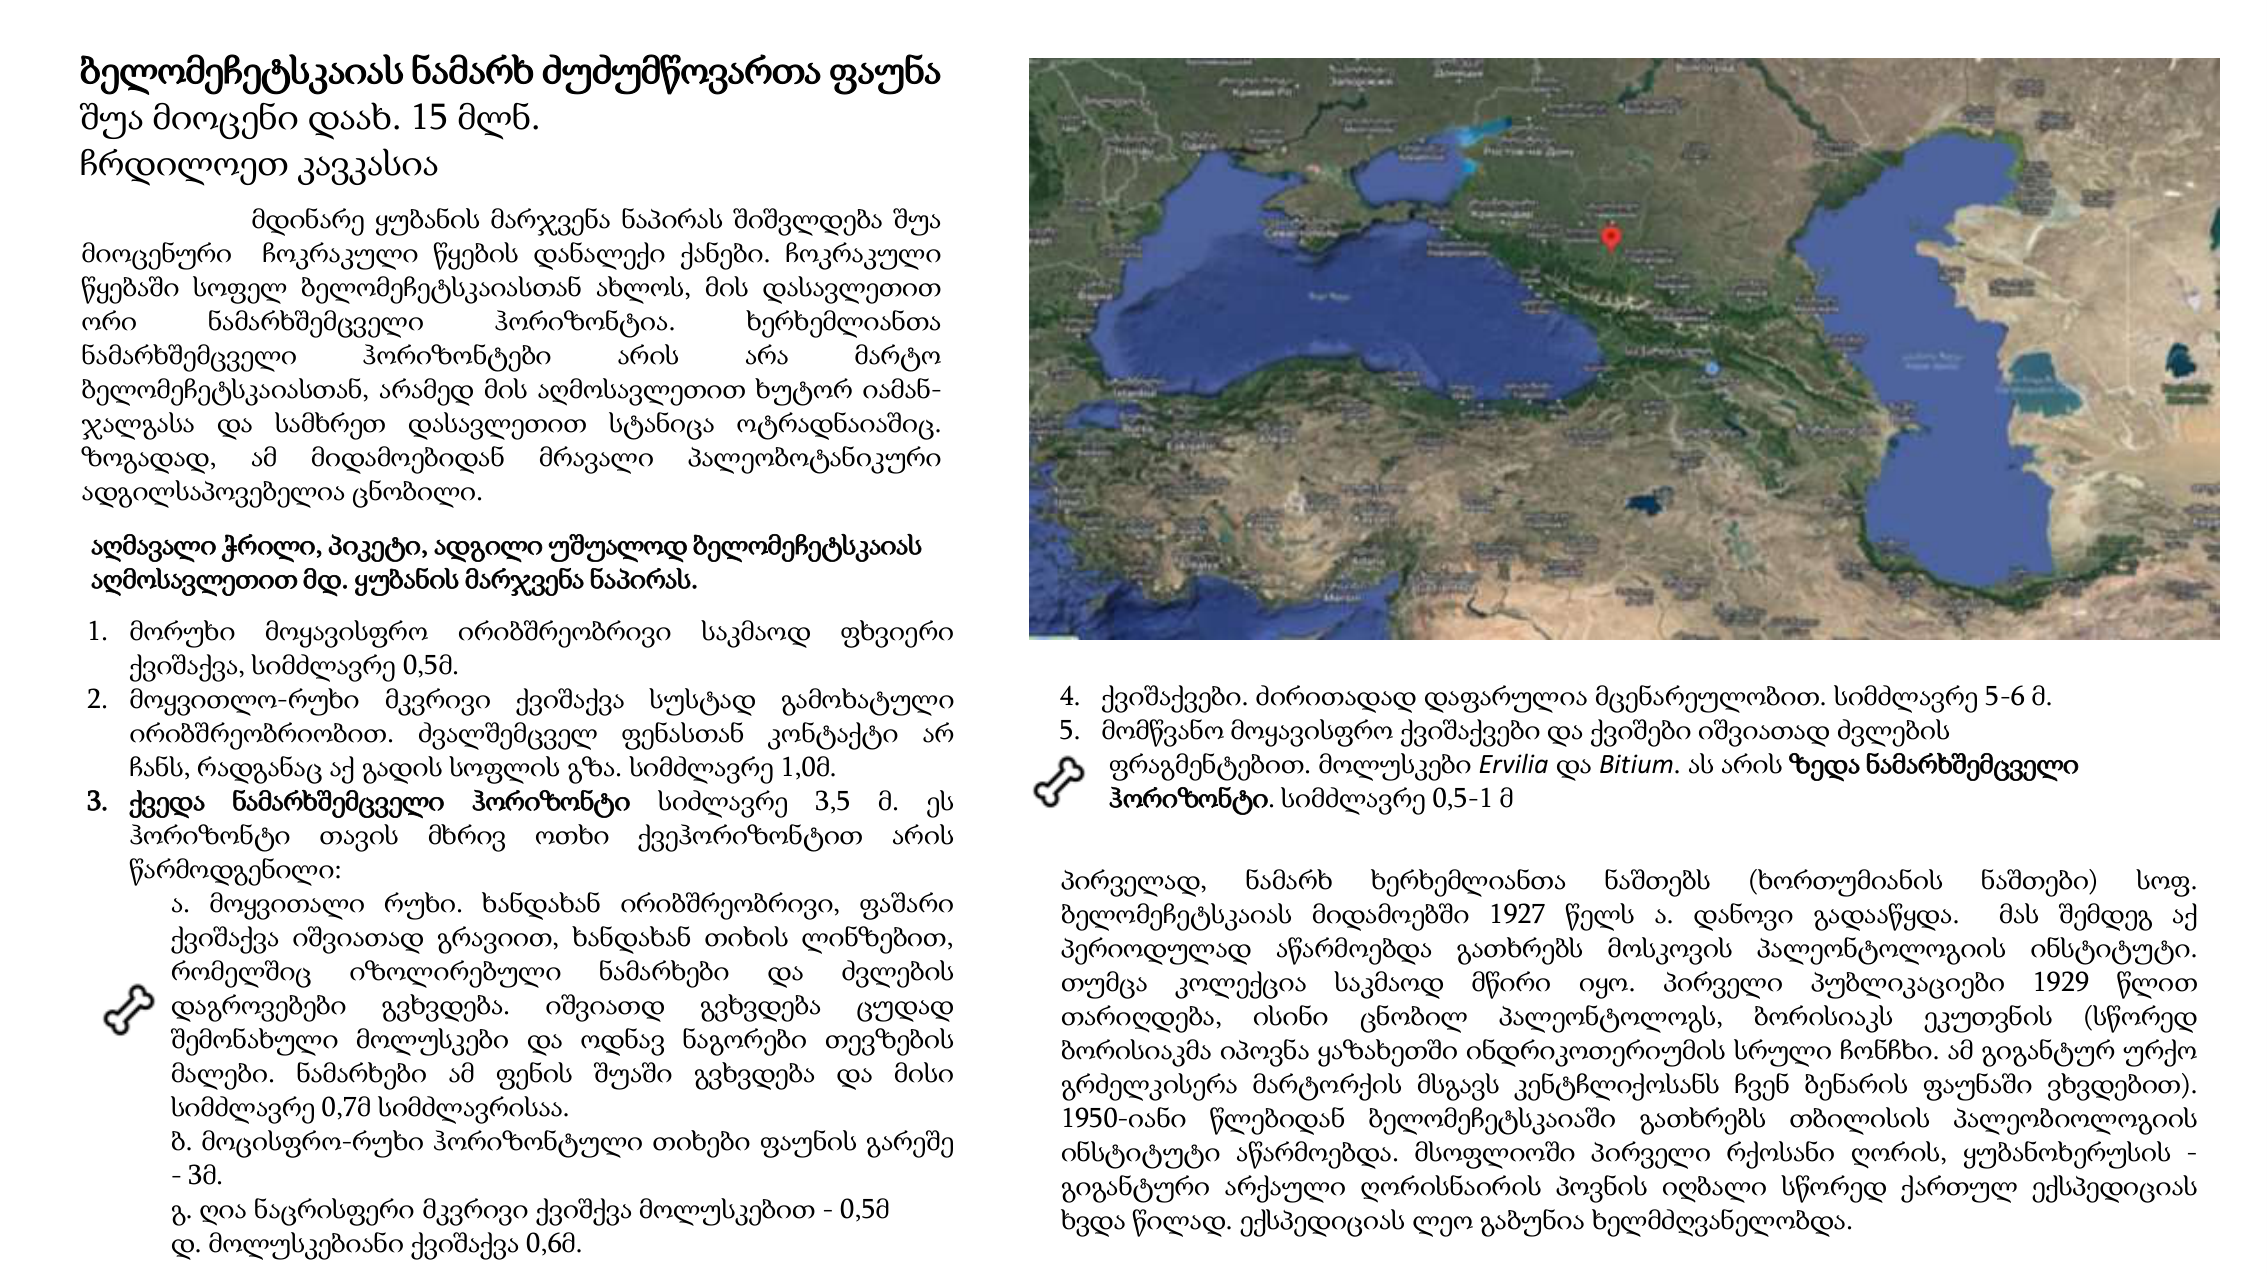 ბელომეჩეტსკაიას ნამარხ ძუძუმწოვართა ფაუნა
შუა მიოცენი დაახ. 15 მლნ.
ჩრდილოეთ კავკასია
მდინარე ყუბანის მარჯვენა ნაპირას შიშვლდება შუა
მიოცენური ჩოკრაკული წყების დანალექი ქანები. ჩოკრაკული
წყებაში სოფელ ბელომეჩეტსკაიასთან ახლოს, მის დასავლეთით
ორი ნამარხშემცველი ჰორიზონტია. ხერხემლიანთა
ნამარხშემცველი ჰორიზონტები არის არა მარტო
ბელომეჩეტსკაიასთან, არამედ მის აღმოსავლეთით ხუტორ იამან-
ჯალგასა და სამხრეთ დასავლეთით სტანიცა ოტრადნაიაშიც.
ზოგადად, ამ მიდამოებიდან მრავალი პალეობოტანიკური
ადგილსაპოვებელია ცნობილი.
აღმავალი ჭრილი, პიკეტი, ადგილი უშუალოდ ბელომეჩეტსკაიას
აღმოსავლეთით მდ. ყუბანის მარჯვენა ნაპირას.
1. მორუხი მოყავისფრო ირიბშრეობრივი საკმაოდ ფხვიერი
ქვიშაქვა, სიმძლავრე 0,5მ.
2. მოყვითლო-რუხი მკვრივი ქვიშაქვა სუსტად გამოხატული
ირიბშრეობრიობით. ძვალშემცველ ფენასთან კონტაქტი არ
ჩანს, რადგანაც აქ გადის სოფლის გზა. სიმძლავრე 1,0მ.
3. ქვედა ნამარხშემცველი ჰორიზონტი სიძლავრე 3,5 მ. ეს
ჰორიზონტი თავის მხრივ ოთხი ქვეჰორიზონტით არის
წარმოდგენილი:
ა. მოყვითალი რუხი. ხანდახან ირიბშრეობრივი, ფაშარი
ქვიშაქვა იშვიათად გრავიით, ხანდახან თიხის ლინზებით,
რომელშიც იზოლირებული ნამარხები და ძვლების
დაგროვებები გვხვდება. იშვიათდ გვხვდება ცუდად
შემონახული მოლუსკები და ოდნავ ნაგორები თევზების
მალები. ნამარხები ამ ფენის შუაში გვხვდება და მისი
სიმძლავრე 0,7მ სიმძლავრისაა.
ბ. მოცისფრო-რუხი ჰორიზონტული თიხები ფაუნის გარეშე
- 3მ.
გ. ღია ნაცრისფერი მკვრივი ქვიშქვა მოლუსკებით - 0,5მ
დ. მოლუსკებიანი ქვიშაქვა 0,6მ.
4. ქვიშაქვები. ძირითადად დაფარულია მცენარეულობით. სიმძლავრე 5-6 მ.
5. მომწვანო მოყავისფრო ქვიშაქვები და ქვიშები იშვიათად ძვლების
ფრაგმენტებით. მოლუსკები Ervilia და Bitium. ას არის ზედა ნამარხშემცველი
ჰორიზონტი. სიმძლავრე 0,5-1 მ
პირველად, ნამარხ ხერხემლიანთა ნაშთებს (ხორთუმიანის ნაშთები) სოფ.
ბელომეჩეტსკაიას მიდამოებში 1927 წელს ა. დანოვი გადააწყდა. მას შემდეგ აქ
პერიოდულად აწარმოებდა გათხრებს მოსკოვის პალეონტოლოგიის ინსტიტუტი.
თუმცა კოლექცია საკმაოდ მწირი იყო. პირველი პუბლიკაციები 1929 წლით
თარიღდება, ისინი ცნობილ პალეონტოლოგს, ბორისიაკს ეკუთვნის (სწორედ
ბორისიაკმა იპოვნა ყაზახეთში ინდრიკოთერიუმის სრული ჩონჩხი. ამ გიგანტურ ურქო
გრძელკისერა მარტორქის მსგავს კენტჩლიქოსანს ჩვენ ბენარის ფაუნაში ვხვდებით).
1950-იანი წლებიდან ბელომეჩეტსკაიაში გათხრებს თბილისის პალეობიოლოგიის
ინსტიტუტი აწარმოებდა. მსოფლიოში პირველი რქოსანი ღორის, ყუბანოხერუსის -
გიგანტური არქაული ღორისნაირის პოვნის იღბალი სწორედ ქართულ ექსპედიციას
ხვდა წილად. ექსპედიციას ლეო გაბუნია ხელმძღვანელობდა.